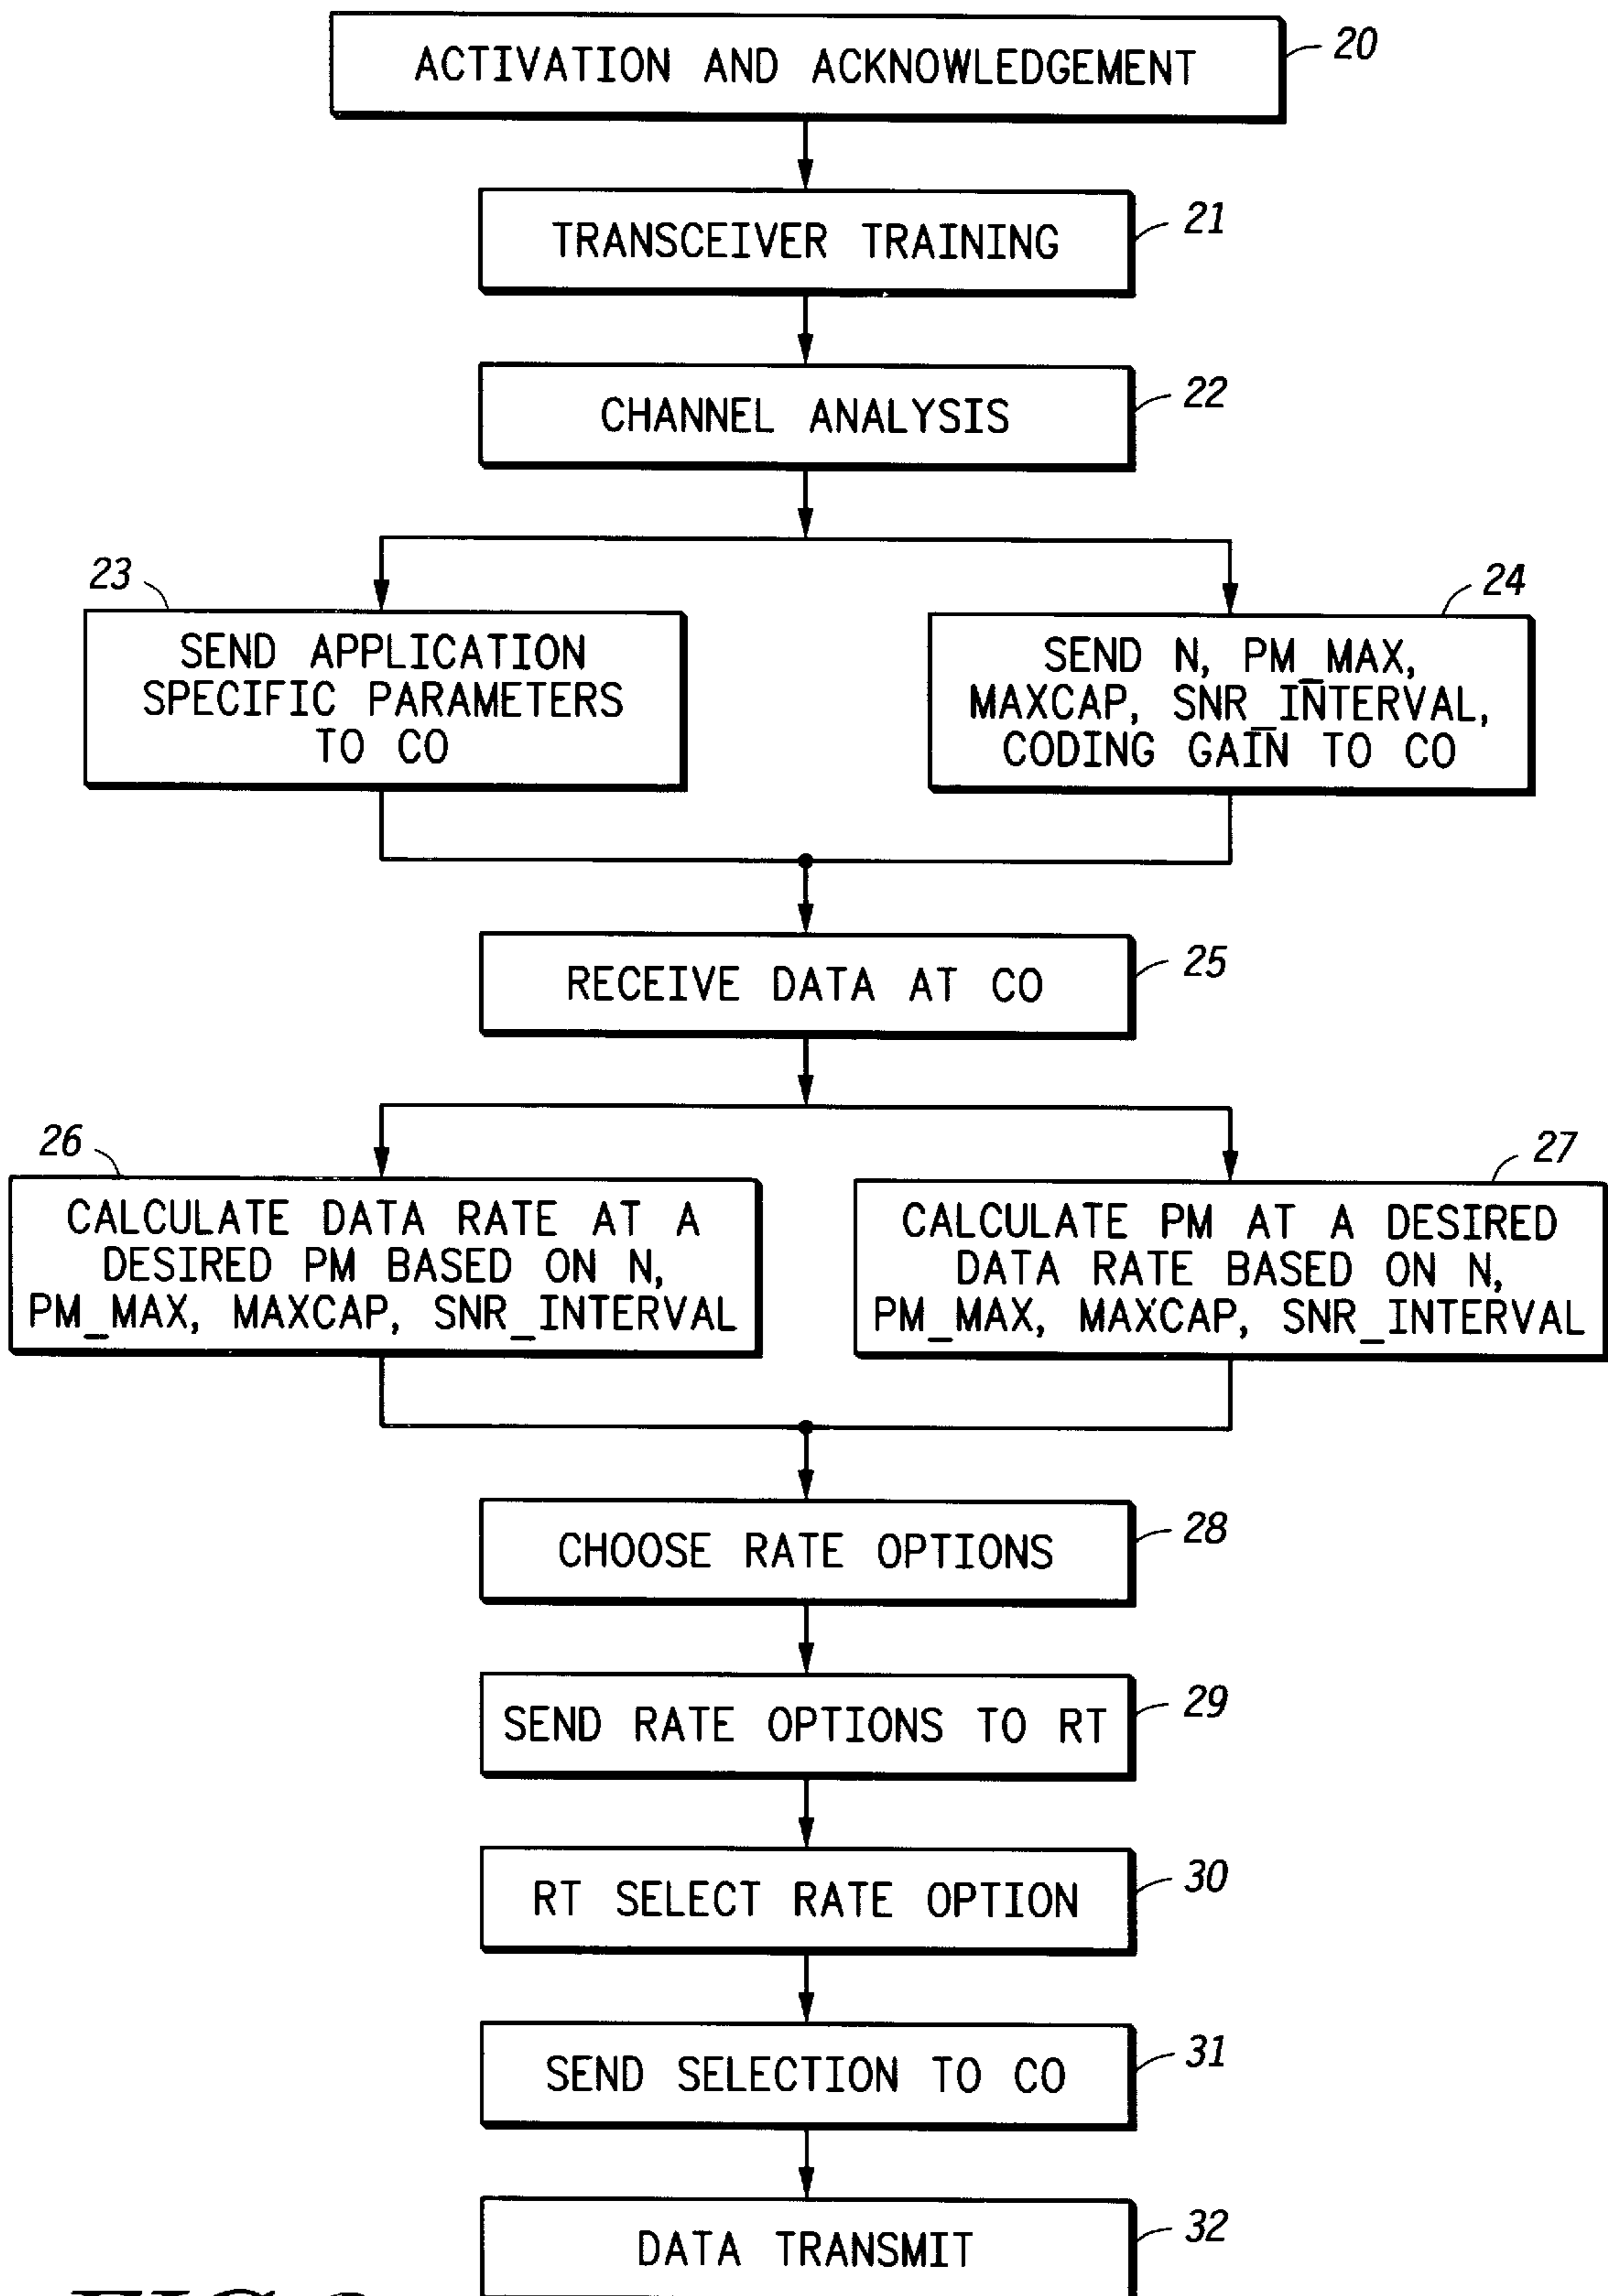 ACTIVATION AND ACKNOWLEDGEMENT
20
TRANSCEIVER TRAINING
21
CHANNEL ANALYSIS
22
23
SEND APPLICATION
SPECIFIC PARAMETERS
TO CO
24
SEND N, PM_MAX,
MAXCAP, SNR_INTERVAL,
CODING GAIN TO CO
RECEIVE DATA AT CO
25
26
CALCULATE DATA RATE AT A
DESIRED PM BASED ON N,
PM_MAX, MAXCAP, SNR_INTERVAL
27
CALCULATE PM AT A DESIRED
DATA RATE BASED ON N,
PM_MAX, MAXCAP, SNR_INTERVAL
CHOOSE RATE OPTIONS
28
SEND RATE OPTIONS TO RT
29
RT SELECT RATE OPTION
30
SEND SELECTION TO CO
31
DATA TRANSMIT
32